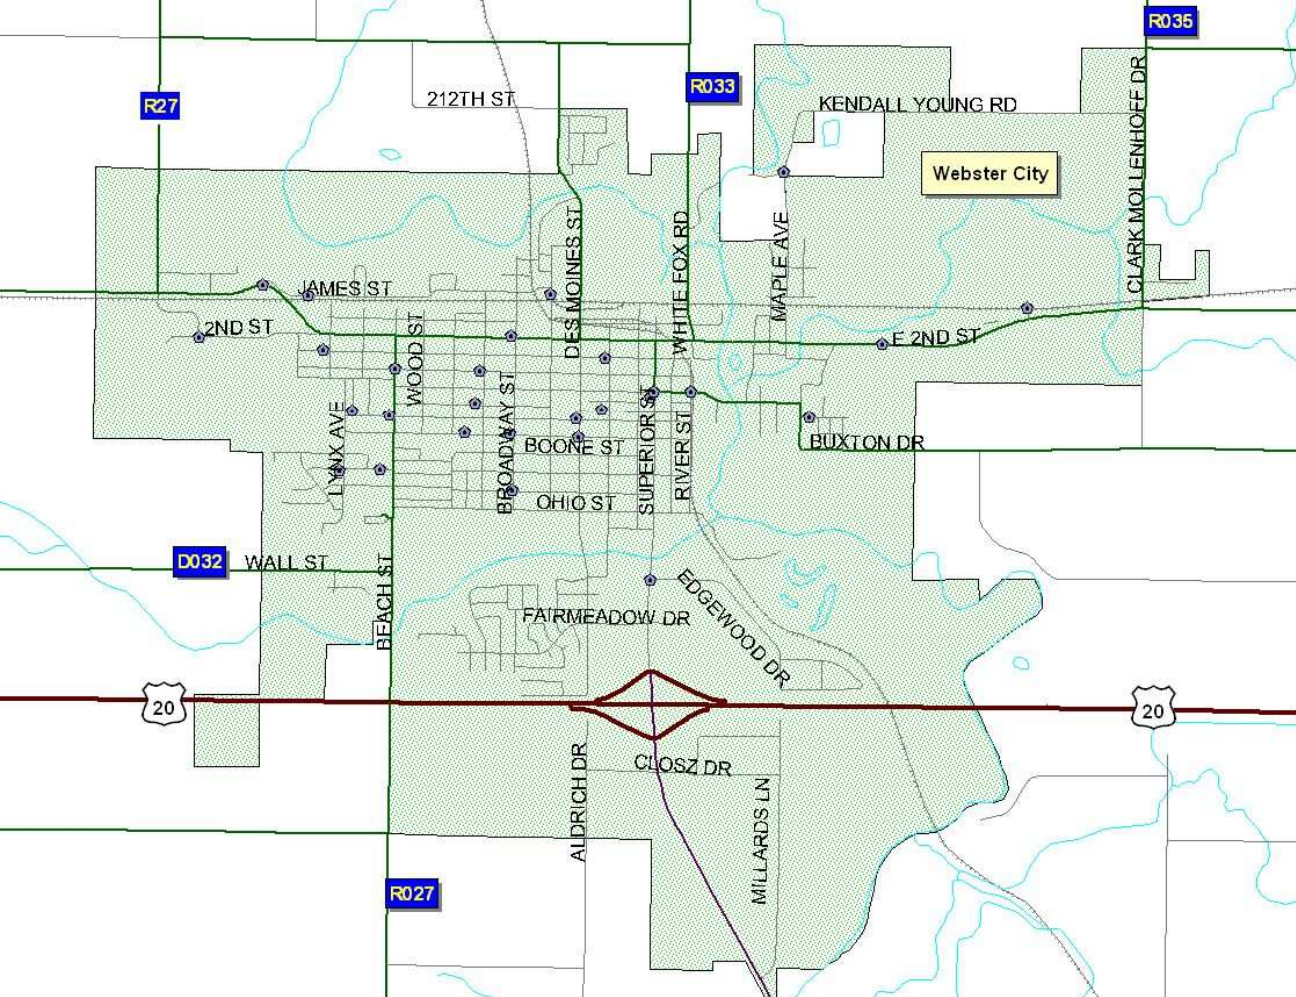 R035
R27
R033
212TH ST
KENDALL YOUNG RD
CLARK MOLLENHOFF DR
Webster City
DES MOINES ST
WHITE FOX RD
MAPLE AVE
JAMES ST
2ND ST
E 2ND ST
WOOD ST
LYNX AVE
BROADWAY ST
BOONE ST
SUPERIOR ST
RIVER ST
BUXTON DR
OHIO ST
D032
WALL ST
BEACH ST
FAIRMEADOW DR
EDGEWOOD DR
20
20
ALDRICH DR
CLOSZ DR
MILLARDS LN
R027